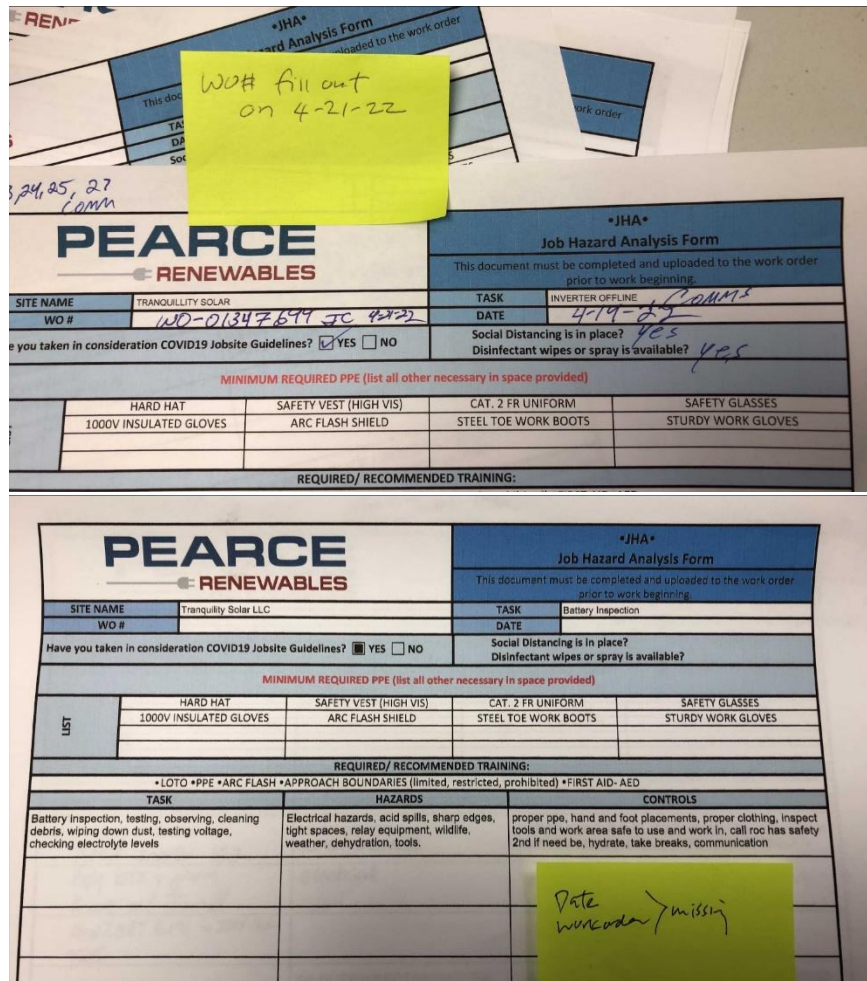 RENE
•JHA•
ard Analysis Form
This doc
loaded to the work order
ork order
TA
DA
Soc
WO# fill out
on 4-21-22
3,24,25, 27
Comm
PEARCE
RENEWABLES
•JHA•
Job Hazard Analysis Form
This document must be completed and uploaded to the work order
prior to work beginning.
SITE NAME TRANQUILLITY SOLAR TASK INVERTER OFFLINE, Comms
WO # WO-01347699 JC 4-21-22 DATE 4-19-22
e you taken in consideration COVID19 Jobsite Guidelines? YES NO
Social Distancing is in place? Yes
Disinfectant wipes or spray is available? Yes
MINIMUM REQUIRED PPE (list all other necessary in space provided)
HARD HAT SAFETY VEST (HIGH VIS) CAT. 2 FR UNIFORM SAFETY GLASSES
1000V INSULATED GLOVES ARC FLASH SHIELD STEEL TOE WORK BOOTS STURDY WORK GLOVES
REQUIRED/ RECOMMENDED TRAINING:
PEARCE
RENEWABLES
•JHA•
Job Hazard Analysis Form
This document must be completed and uploaded to the work order
prior to work beginning.
SITE NAME Tranquility Solar LLC TASK Battery Inspection
WO # DATE
Have you taken in consideration COVID19 Jobsite Guidelines? YES NO
Social Distancing is in place?
Disinfectant wipes or spray is available?
MINIMUM REQUIRED PPE (list all other necessary in space provided)
LIST
HARD HAT SAFETY VEST (HIGH VIS) CAT. 2 FR UNIFORM SAFETY GLASSES
1000V INSULATED GLOVES ARC FLASH SHIELD STEEL TOE WORK BOOTS STURDY WORK GLOVES
REQUIRED/ RECOMMENDED TRAINING:
•LOTO •PPE •ARC FLASH •APPROACH BOUNDARIES (limited, restricted, prohibited) •FIRST AID- AED
TASK HAZARDS CONTROLS
Battery inspection, testing, observing, cleaning
debris, wiping down dust, testing voltage,
checking electrolyte levels
Electrical hazards, acid spills, sharp edges,
tight spaces, relay equipment, wildlife,
weather, dehydration, tools.
proper ppe, hand and foot placements, proper clothing, inspect
tools and work area safe to use and work in, call roc has safety
2nd if need be, hydrate, take breaks, communication
Date
workorder > missing